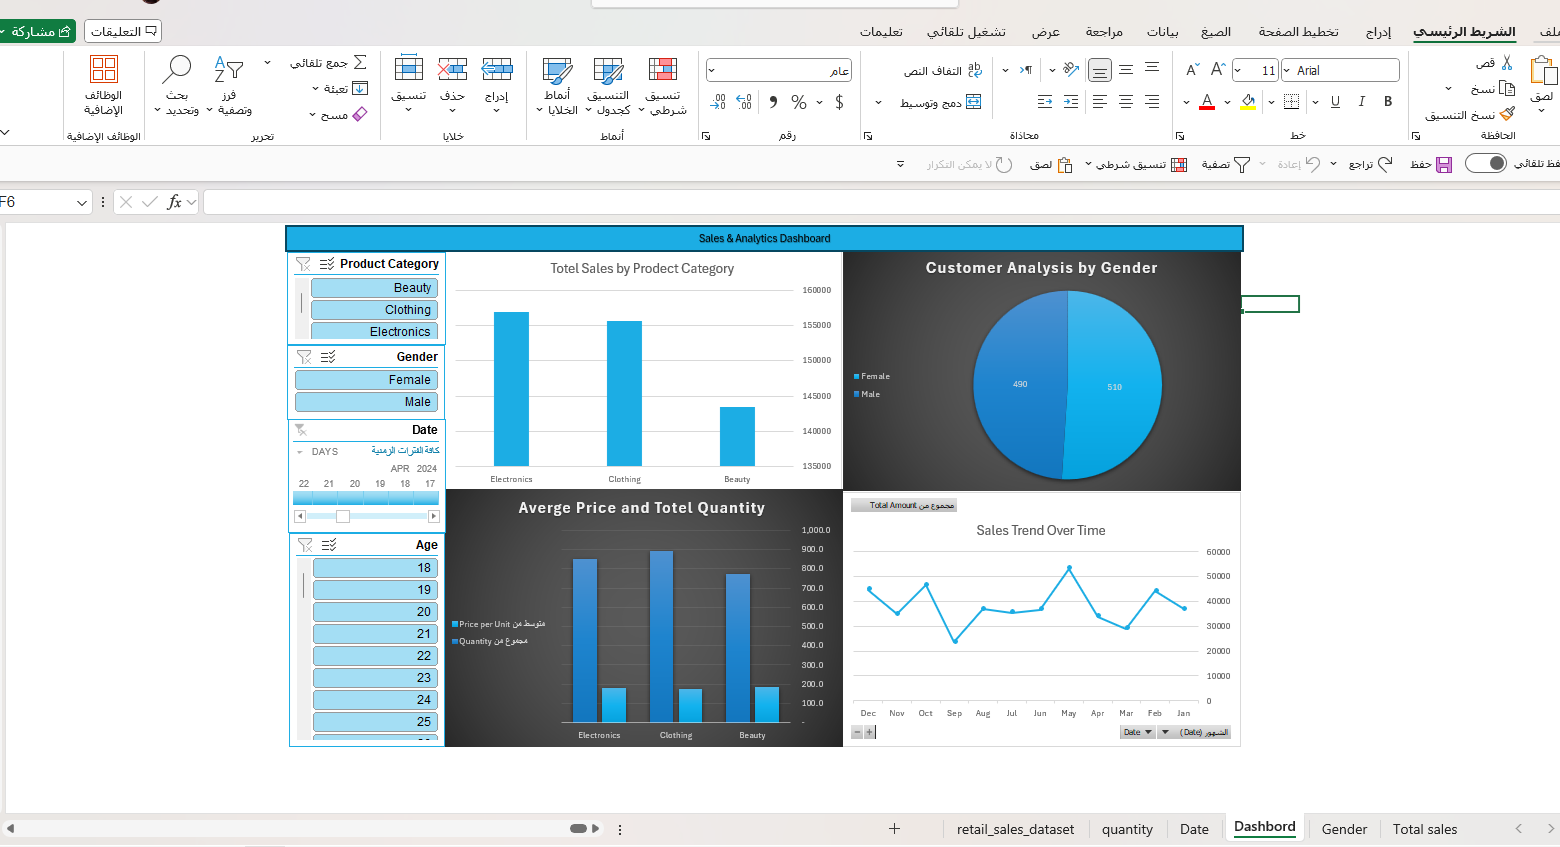 ملف
الشريط الرئيسي
إدراج
تخطيط الصفحة
الصيغ
بيانات
مراجعة
عرض
تشغيل تلقائي
تعليمات
التعليقات
مشاركة
لصق
قص
نسخ
نسخ التنسيق
الحافظة
Arial
11
B I U
A A
خط
التفاف النص
دمج وتوسيط
محاذاة
عام
$ % 
رقم
تنسيق شرطي
التنسيق كجدول
أنماط الخلايا
أنماط
إدراج
حذف
تنسيق
خلايا
جمع تلقائي
تعبئة
مسح
فرز وتصفية
بحث وتحديد
تحرير
الوظائف الإضافية
الوظائف الإضافية
حفظ
تراجع
إعادة
تصفية
تنسيق شرطي
لصق
لا يمكن التكرار
F6
fx
Sales & Analytics Dashboard
Product Category
Beauty
Clothing
Electronics
Gender
Female
Male
Date
كافة الفترات الزمنية
DAYS
APR 2024
22 21 20 19 18 17
Age
18
19
20
21
22
23
24
25
Totel Sales by Prodect Category
160000
155000
150000
145000
140000
135000
Electronics Clothing Beauty
Customer Analysis by Gender
Female
Male
490
510
Averge Price and Totel Quantity
1,000.0
900.0
800.0
700.0
600.0
500.0
400.0
300.0
200.0
100.0
-
متوسط من Price per Unit
مجموع من Quantity
Electronics Clothing Beauty
مجموع من Total Amount
Sales Trend Over Time
60000
50000
40000
30000
20000
10000
0
Dec Nov Oct Sep Aug Jul Jun May Apr Mar Feb Jan
Date
الشهور (Date)
retail_sales_dataset
quantity
Date
Dashbord
Gender
Total sales